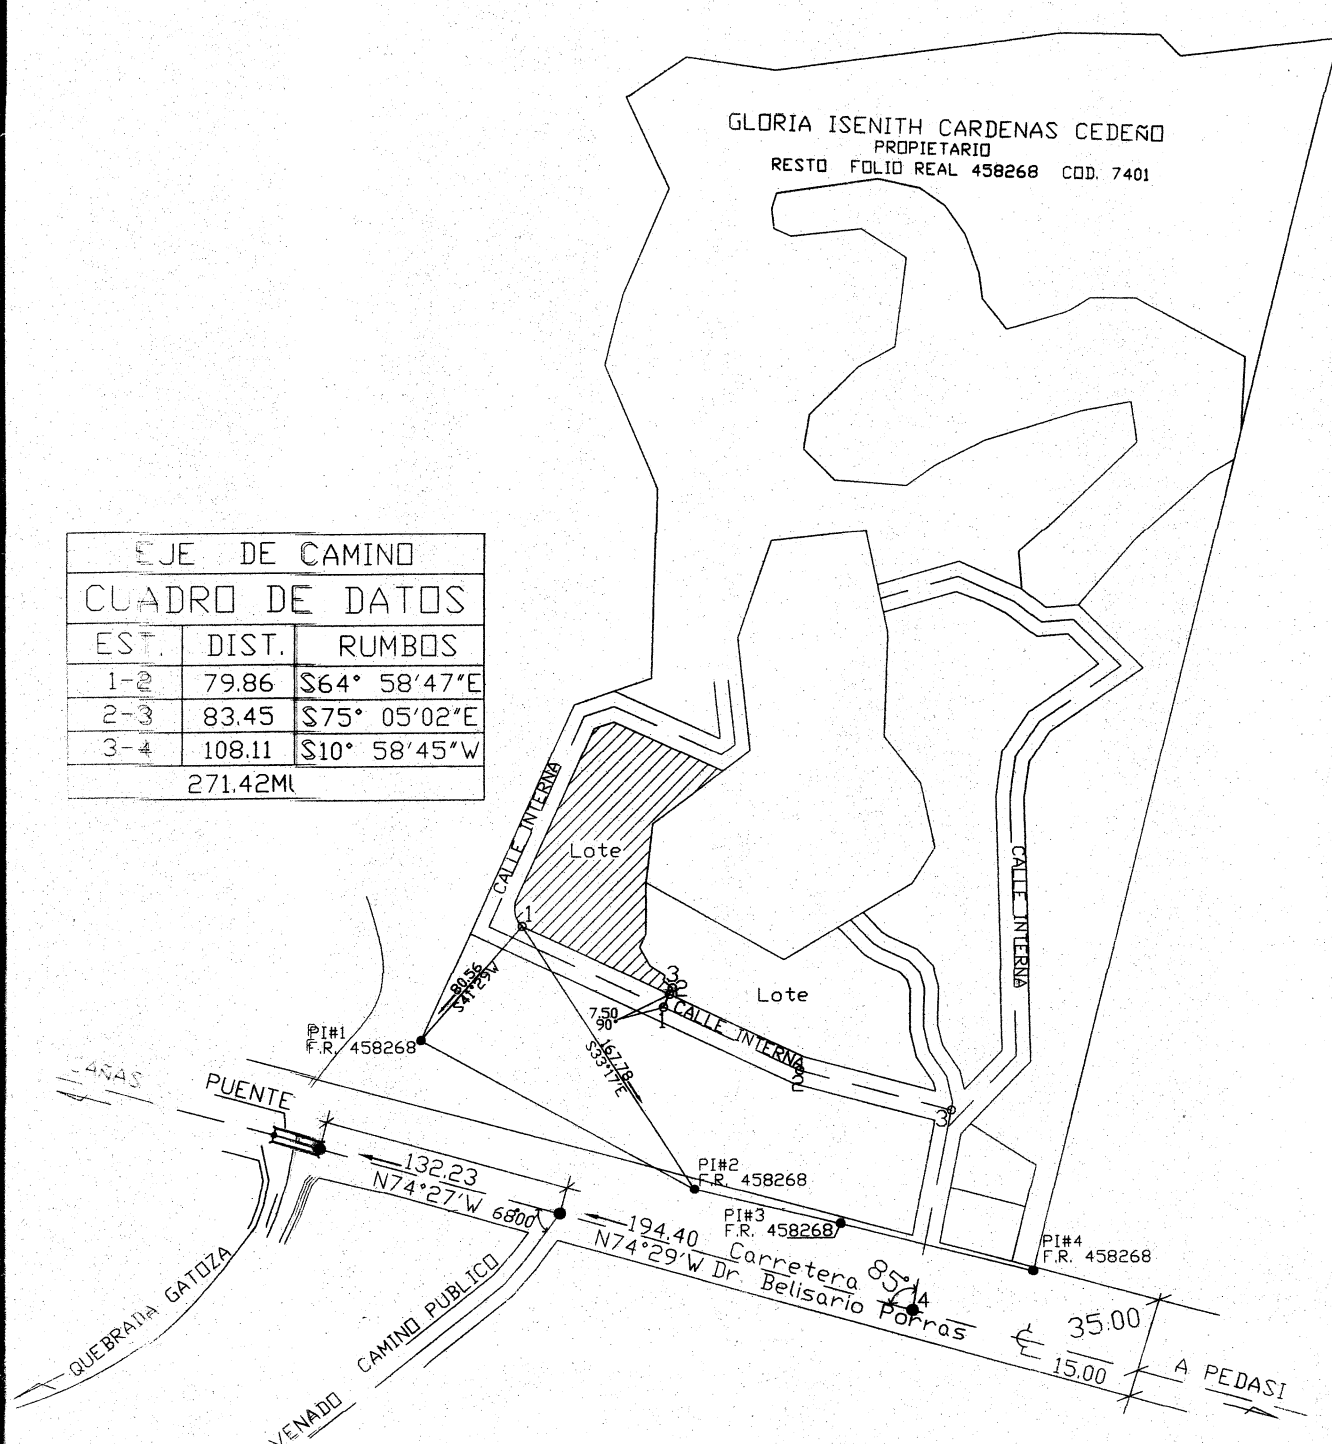 GLORIA ISENITH CARDENAS CEDEÑO
PROPIETARIO
RESTO FOLIO REAL 458268 COD. 7401
EJE DE CAMINO
CUADRO DE DATOS
EST. DIST. RUMBOS
1-2 79.86 S64° 58'47"E
2-3 83.45 S75° 05'02"E
3-4 108.11 S10° 58'45"W
271.42ML
CALLE INTERNA
Lote
CALLE INTERNA
1
80.56
S41°29'W
3
2
Lote
7.50
90°
1
CALLE INTERNA
167.78
S33°17'E
2
3
PI#1
F.R. 458268
PUENTE
132.23
N74°27'W
68°00'
PI#2
F.R. 458268
PI#3
F.R. 458268
PI#4
F.R. 458268
194.40
N74°29'W
Carretera
Dr. Belisario Porras
85°
4
35.00
15.00
A PEDASI
QUEBRADA GATOZA
CAMINO PUBLICO
VENADO